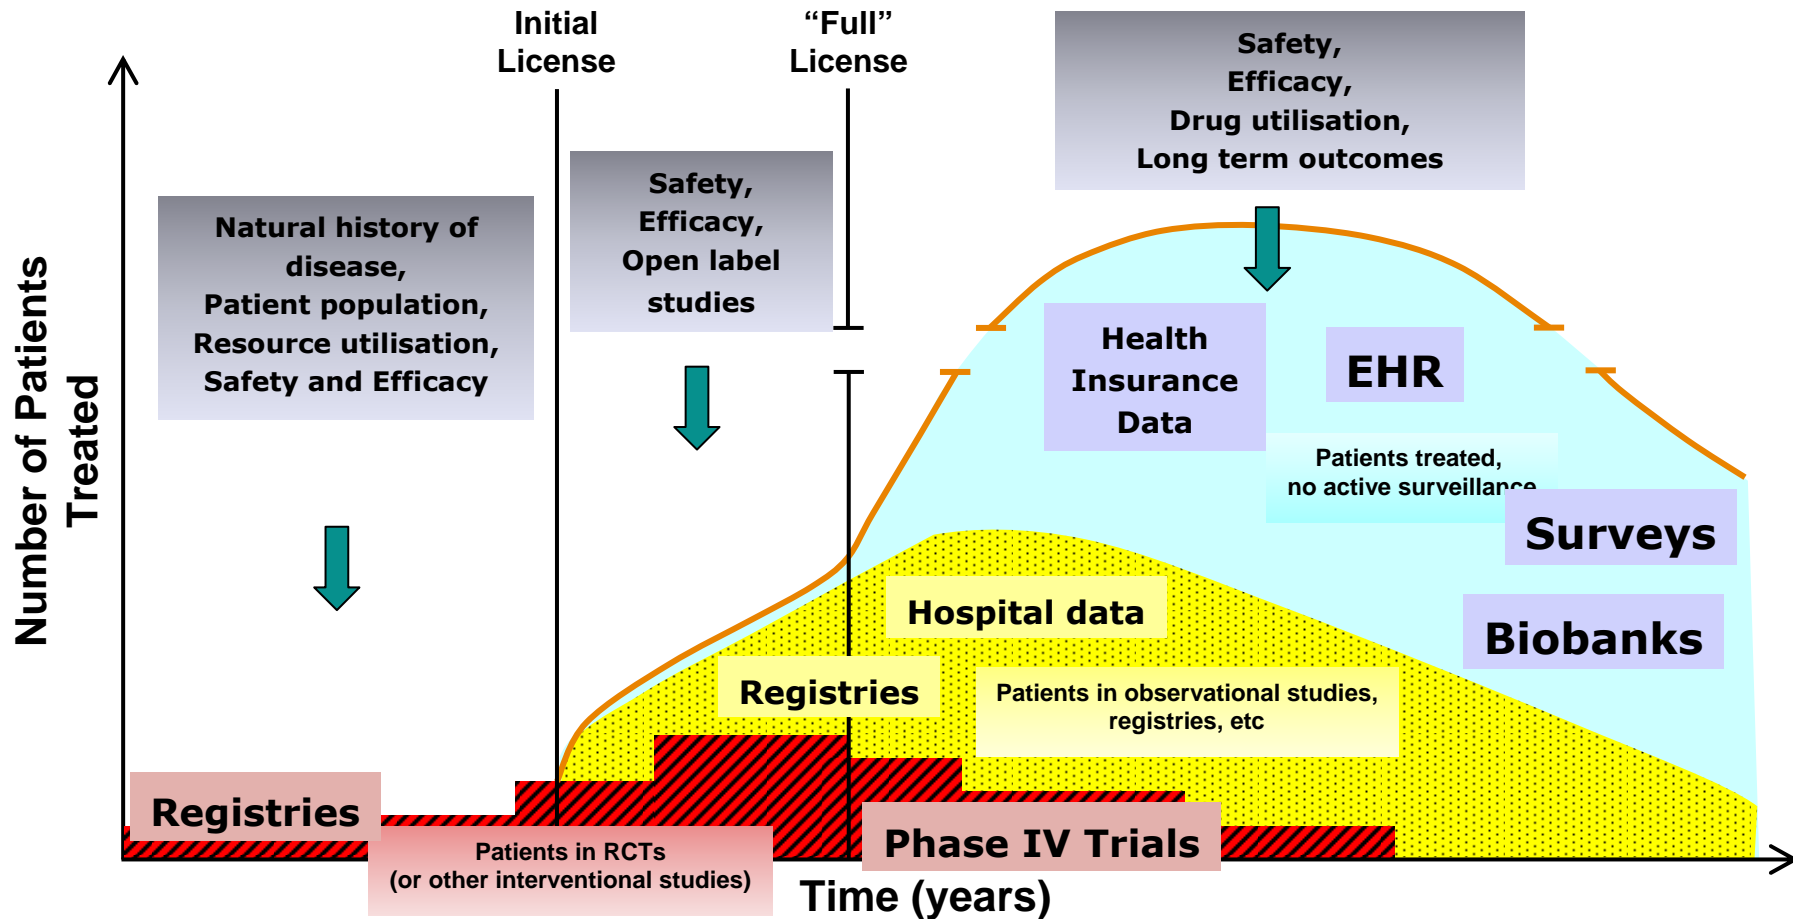 Initial
License
“Full”
License
Safety,
Efficacy,
Drug utilisation,
Long term outcomes
Safety,
Efficacy,
Open label
studies
Natural history of
disease,
Patient population,
Resource utilisation,
Safety and Efficacy
Number of Patients
Treated
Health
Insurance
Data
EHR
Patients treated,
no active surveillance
Surveys
Biobanks
Hospital data
Registries
Patients in observational studies,
registries, etc
Registries
Phase IV Trials
Patients in RCTs
(or other interventional studies)
Time (years)